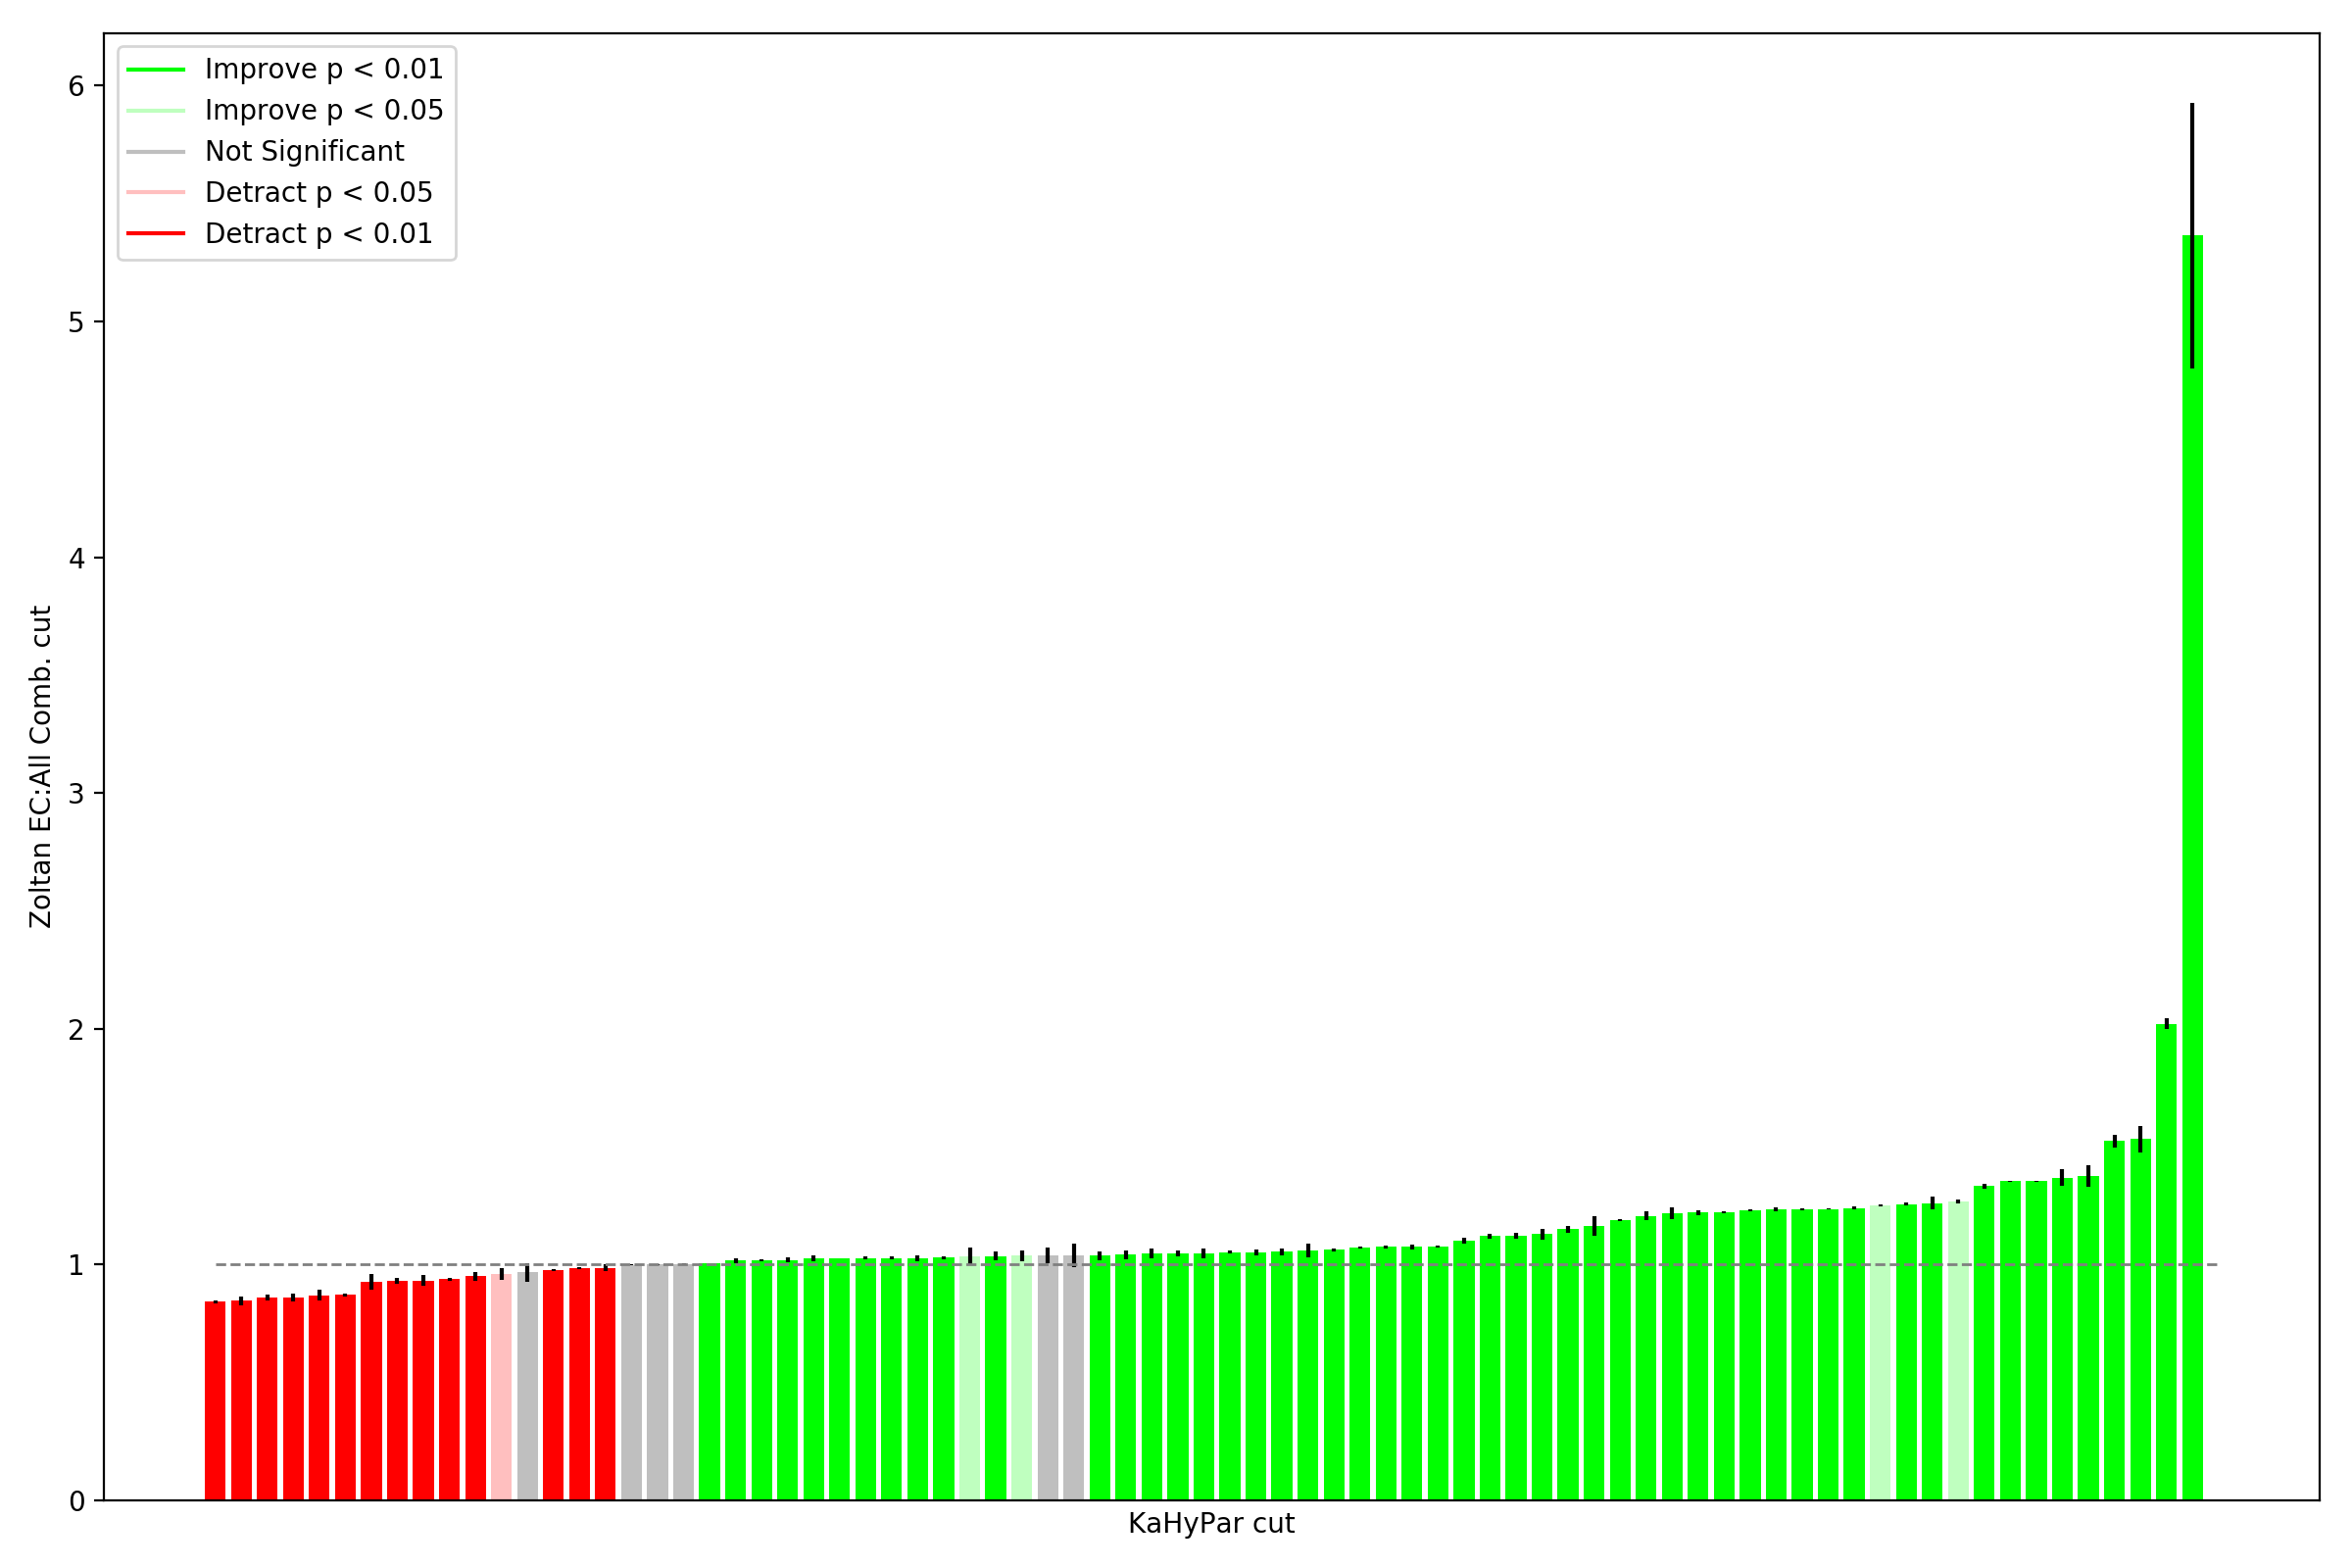 Improve p < 0.01
Improve p < 0.05
Not Significant
Detract p < 0.05
Detract p < 0.01
6
5
4
3
2
1
0
Zoltan EC:All Comb. cut
KaHyPar cut